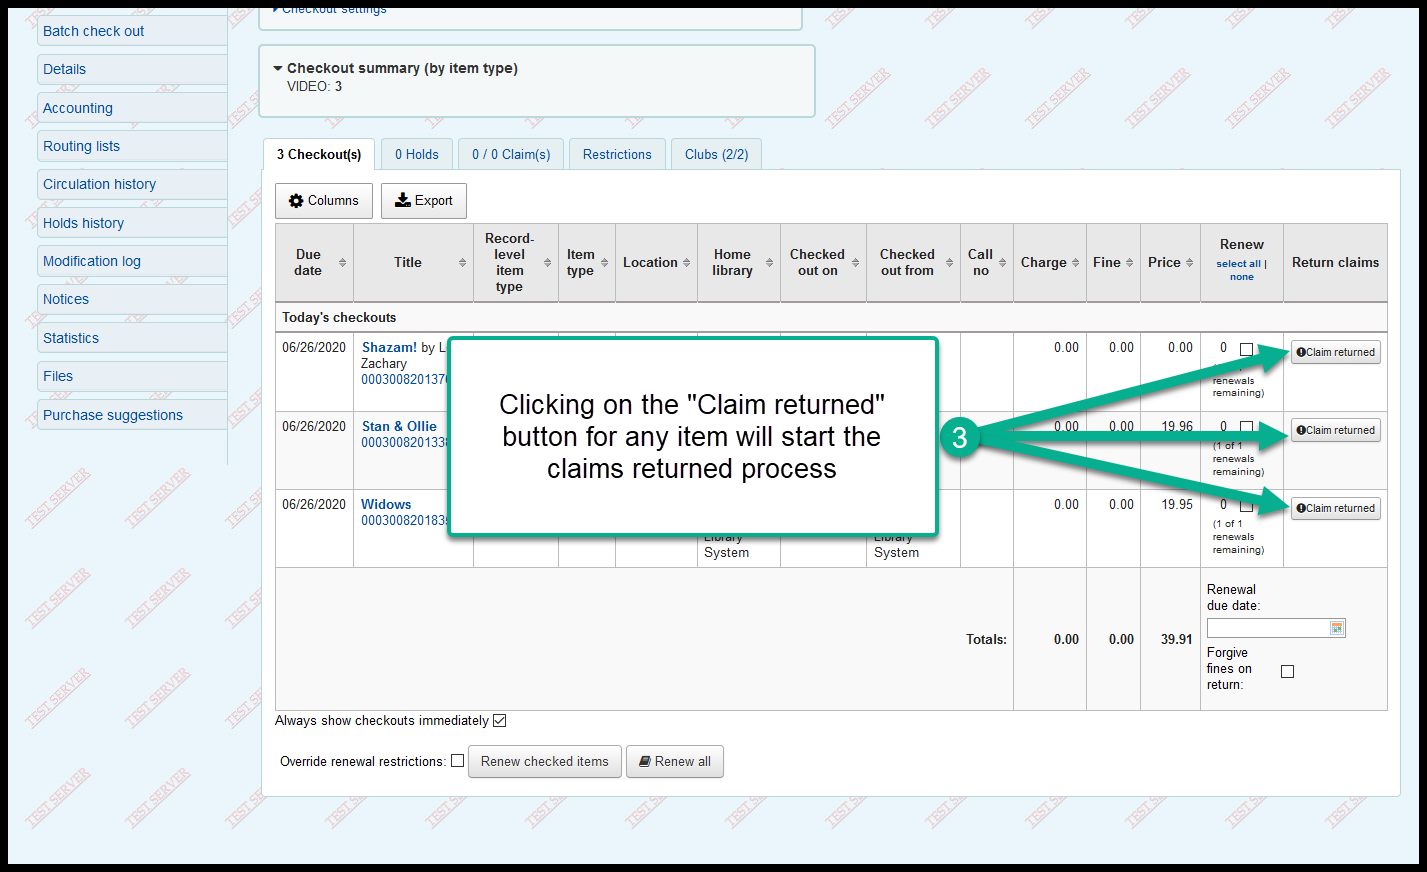 Checkout settings
Batch check out
Details
Accounting
Routing lists
Circulation history
Holds history
Modification log
Notices
Statistics
Files
Purchase suggestions
Checkout summary (by item type)
VIDEO: 3
3 Checkout(s)
0 Holds
0 / 0 Claim(s)
Restrictions
Clubs (2/2)
Columns
Export
Due date
Title
Record-level item type
Item type
Location
Home library
Checked out on
Checked out from
Call no
Charge
Fine
Price
Renew
select all | none
Return claims
Today's checkouts
06/26/2020
Shazam! by
Zachary
0.00
0.00
0.00
0
renewals
remaining)
Claim returned
06/26/2020
Stan & Ollie
0.00
0.00
19.96
0
(1 of 1
renewals
remaining)
Claim returned
06/26/2020
Widows
Library
System
Library
System
0.00
0.00
19.95
0
(1 of 1
renewals
remaining)
Claim returned
Clicking on the "Claim returned"
button for any item will start the
claims returned process
3
Totals:
0.00
0.00
39.91
Renewal
due date:
Forgive
fines on
return:
Always show checkouts immediately
Override renewal restrictions:
Renew checked items
Renew all
TEST SERVER